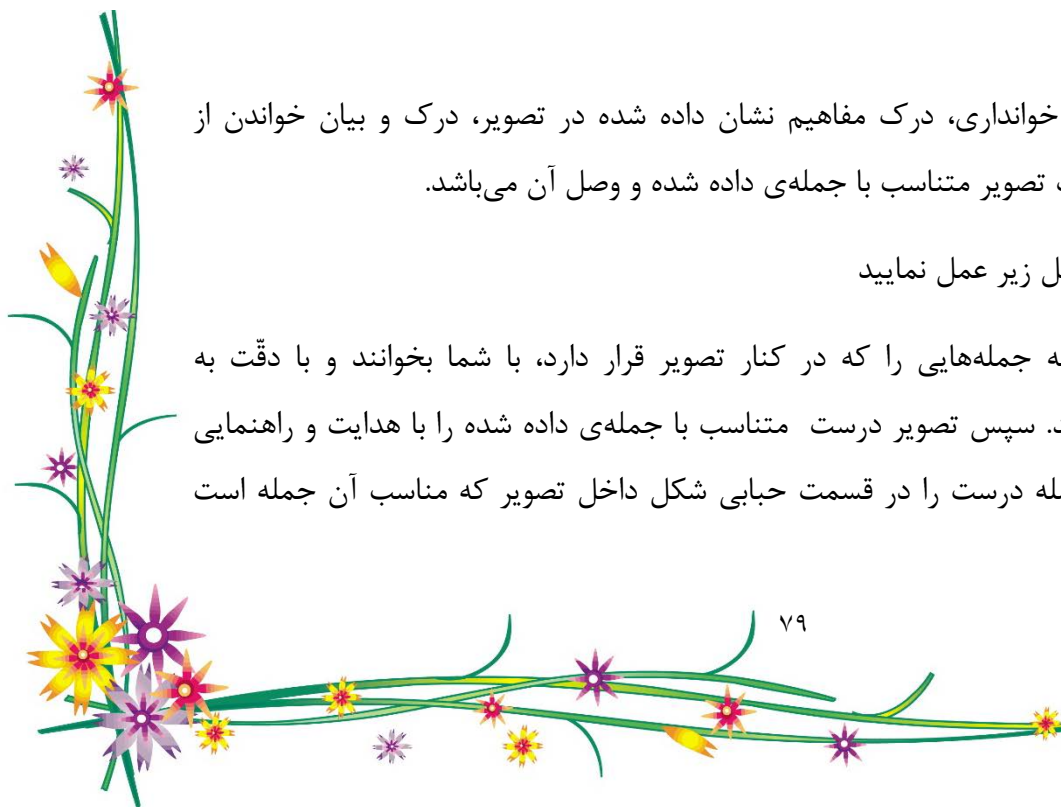 خوانداری، درک مفاهیم نشان داده شده در تصویر، درک و بیان خواندن از
تصویر متناسب با جمله‌ی داده شده و وصل آن می‌باشد.
زیر عمل نمایید
جمله‌هایی را که در کنار تصویر قرار دارد، با شما بخوانند و با دقّت به
سپس تصویر درست متناسب با جمله‌ی داده شده را با هدایت و راهنمایی
درست را در قسمت حبابی شکل داخل تصویر که مناسب آن جمله است
۷۹